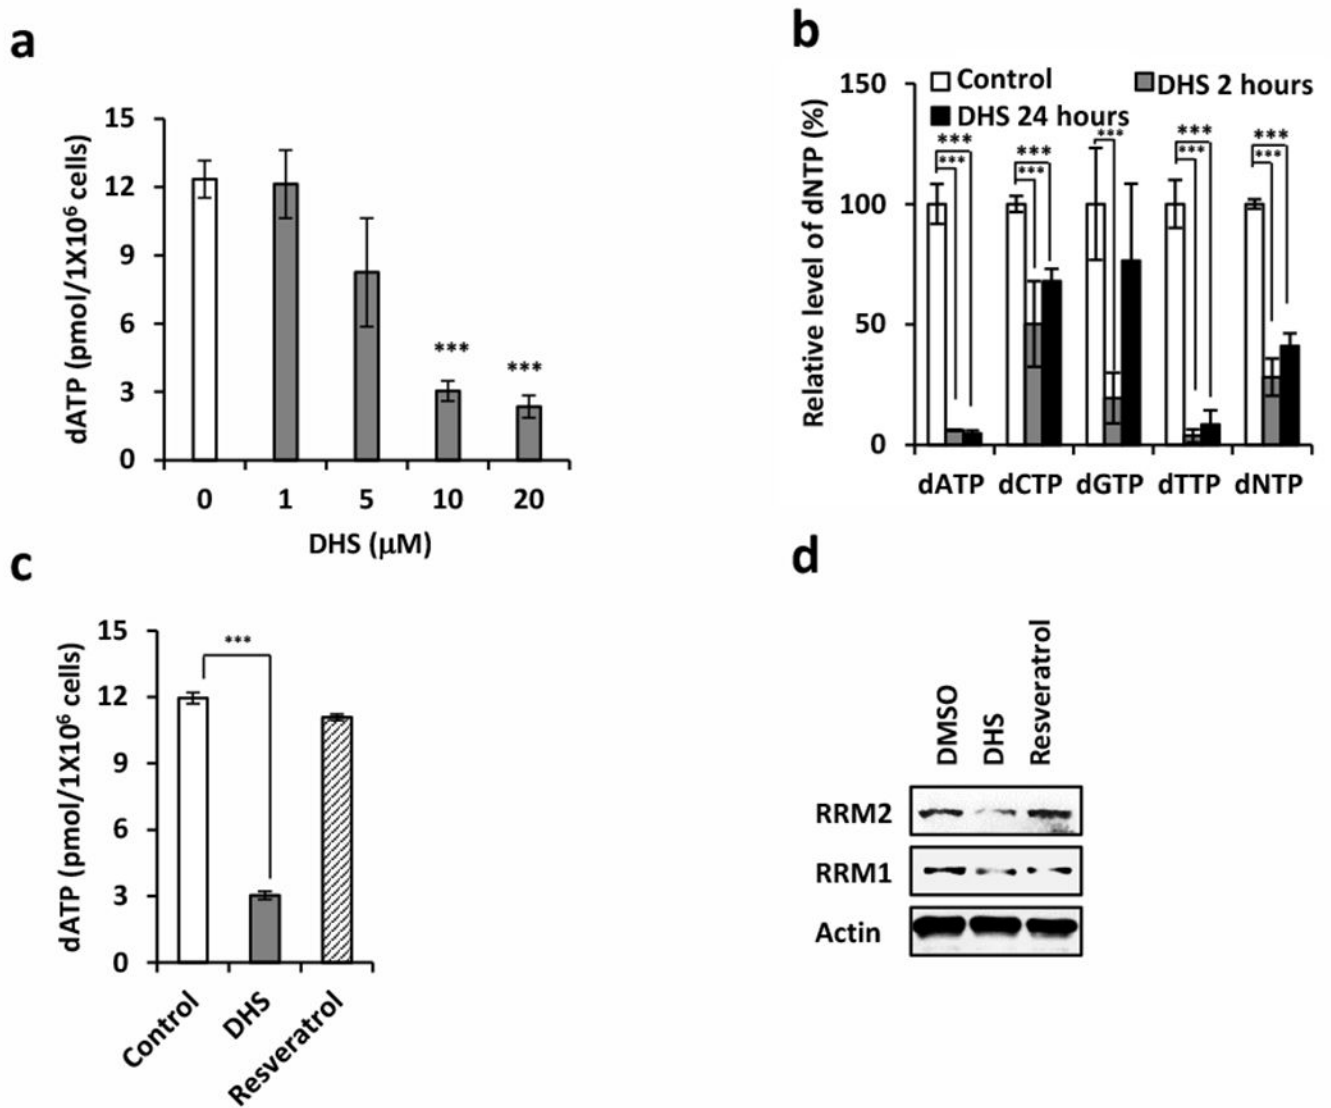 a
dATP (pmol/1X10⁶ cells)
15
12
9
6
3
0
***
***
0 1 5 10 20
DHS (μM)
b
Relative level of dNTP (%)
150
100
50
0
Control
DHS 2 hours
DHS 24 hours
***
***
***
***
***
***
***
***
***
dATP dCTP dGTP dTTP dNTP
c
dATP (pmol/1X10⁶ cells)
15
12
9
6
3
0
***
Control
DHS
Resveratrol
d
DMSO
DHS
Resveratrol
RRM2
RRM1
Actin